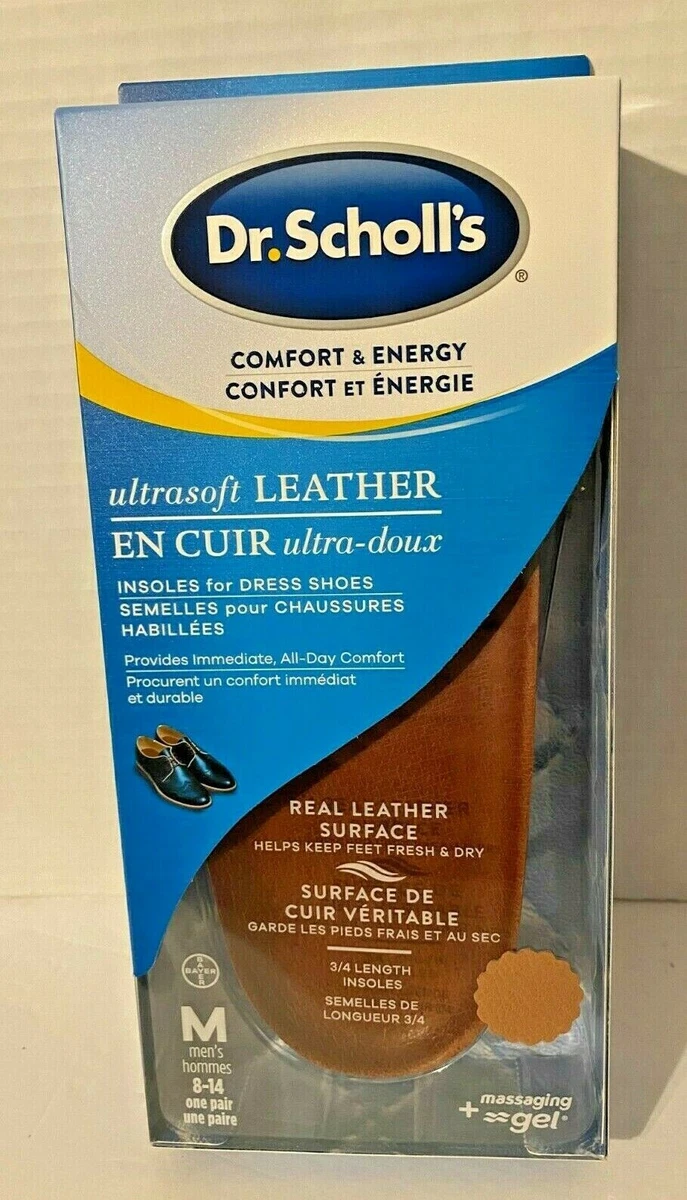 Dr.Scholl's
®
COMFORT & ENERGY
CONFORT ET ÉNERGIE
ultrasoft LEATHER
EN CUIR ultra-doux
INSOLES for DRESS SHOES
SEMELLES pour CHAUSSURES
HABILLÉES
Provides Immediate, All-Day Comfort
Procurent un confort immédiat
et durable
REAL LEATHER
SURFACE
HELPS KEEP FEET FRESH & DRY
SURFACE DE
CUIR VÉRITABLE
GARDE LES PIEDS FRAIS ET AU SEC
3/4 LENGTH
INSOLES
SEMELLES DE
LONGUEUR 3/4
BAYER
BAYER
M
men's
hommes
8-14
one pair
une paire
+ massaging
gel®